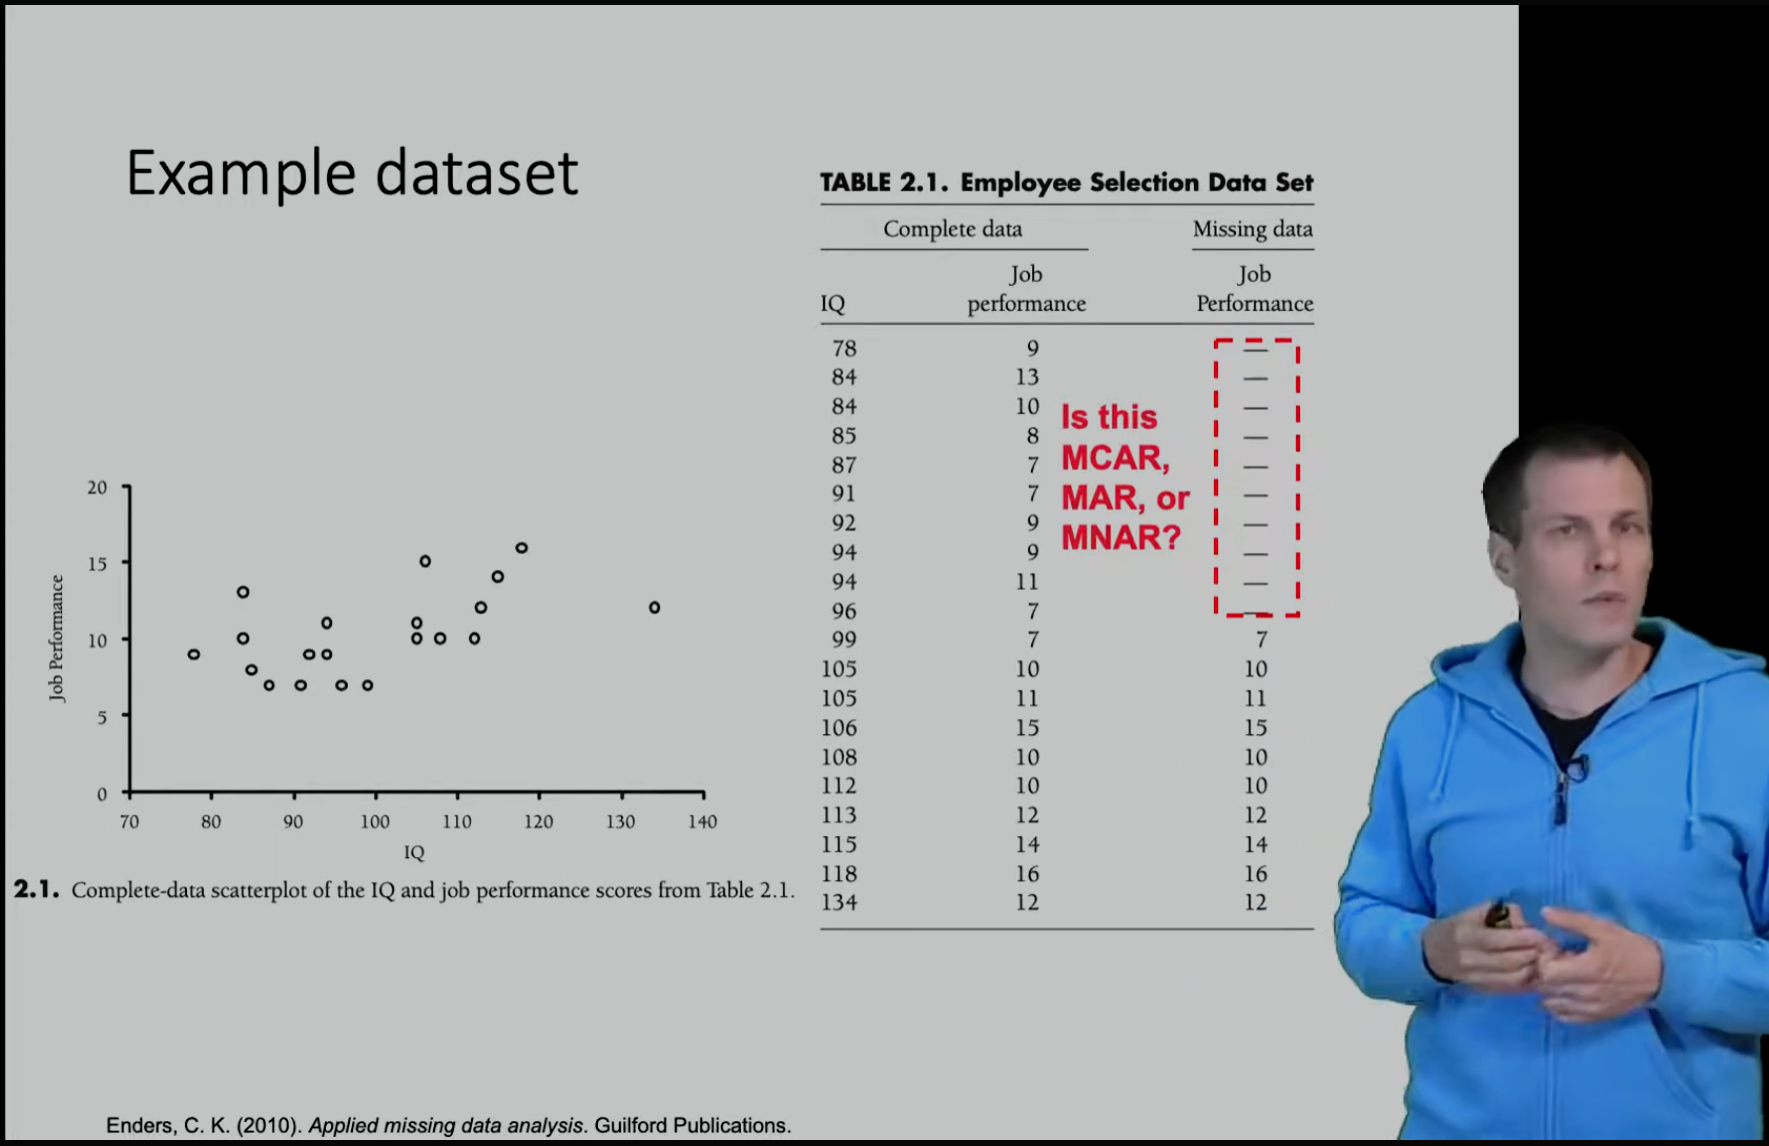 Example dataset
TABLE 2.1. Employee Selection Data Set
Complete data Missing data
Job Job
IQ performance Performance
78 9 —
84 13 —
84 10 —
85 8 —
87 7 —
91 7 —
92 9 —
94 9 —
94 11 —
96 7 —
99 7 7
105 10 10
105 11 11
106 15 15
108 10 10
112 10 10
113 12 12
115 14 14
118 16 16
134 12 12
Is this
MCAR,
MAR, or
MNAR?
Job Performance
20
15
10
5
0
70 80 90 100 110 120 130 140
IQ
2.1. Complete-data scatterplot of the IQ and job performance scores from Table 2.1.
Enders, C. K. (2010). Applied missing data analysis. Guilford Publications.